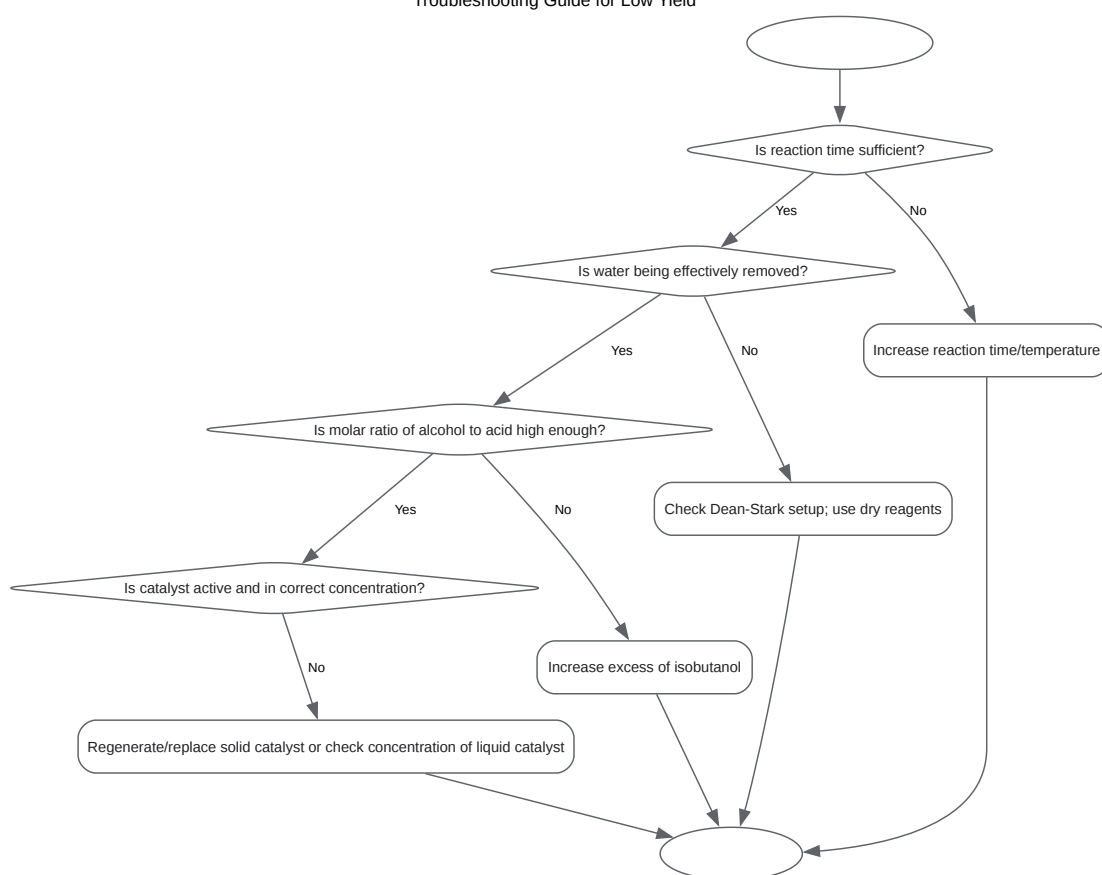 Troubleshooting Guide for Low Yield
Is reaction time sufficient?
Yes
No
Is water being effectively removed?
Yes
No
Increase reaction time/temperature
Is molar ratio of alcohol to acid high enough?
Yes
No
Check Dean-Stark setup; use dry reagents
Is catalyst active and in correct concentration?
No
Increase excess of isobutanol
Regenerate/replace solid catalyst or check concentration of liquid catalyst